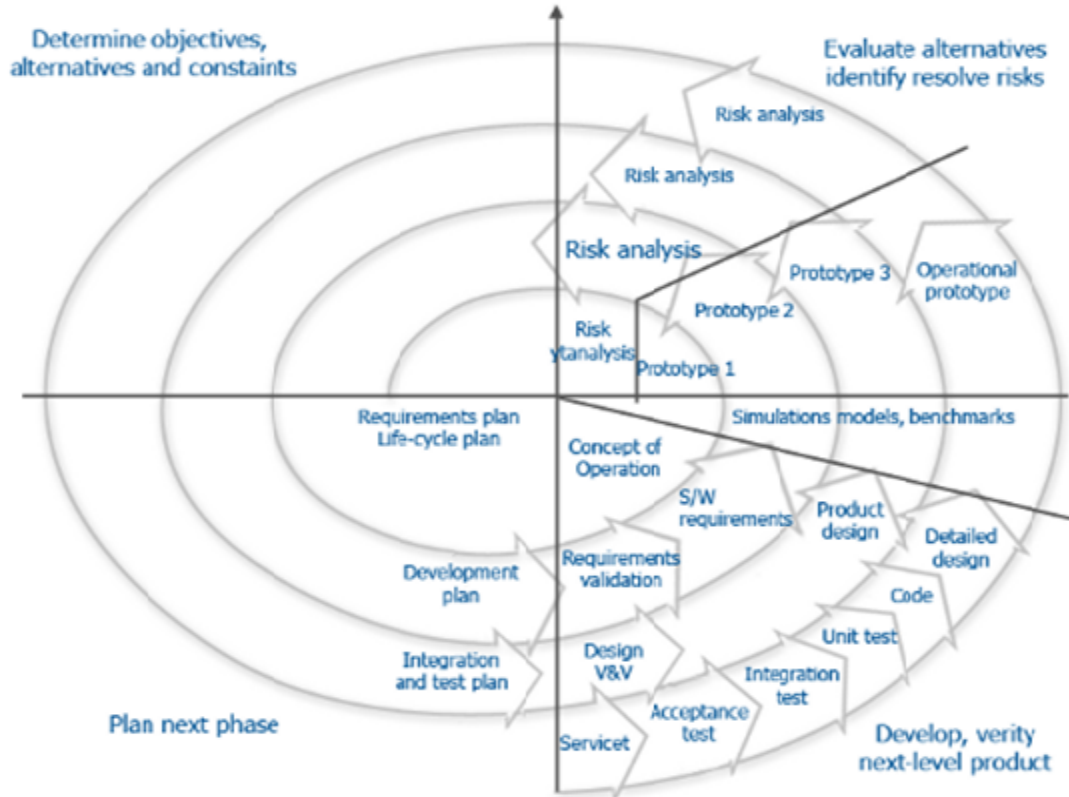 Determine objectives,
alternatives and constaints
Evaluate alternatives
identify resolve risks
Risk analysis
Risk analysis
Risk analysis
Risk
ytanalysis
Prototype 1
Prototype 2
Prototype 3
Operational
prototype
Requirements plan
Life-cycle plan
Simulations models, benchmarks
Concept of
Operation
S/W
requirements
Product
design
Detailed
design
Development
plan
Requirements
validation
Code
Unit test
Integration
and test plan
Design
V&V
Integration
test
Acceptance
test
Servicet
Plan next phase
Develop, verity
next-level product